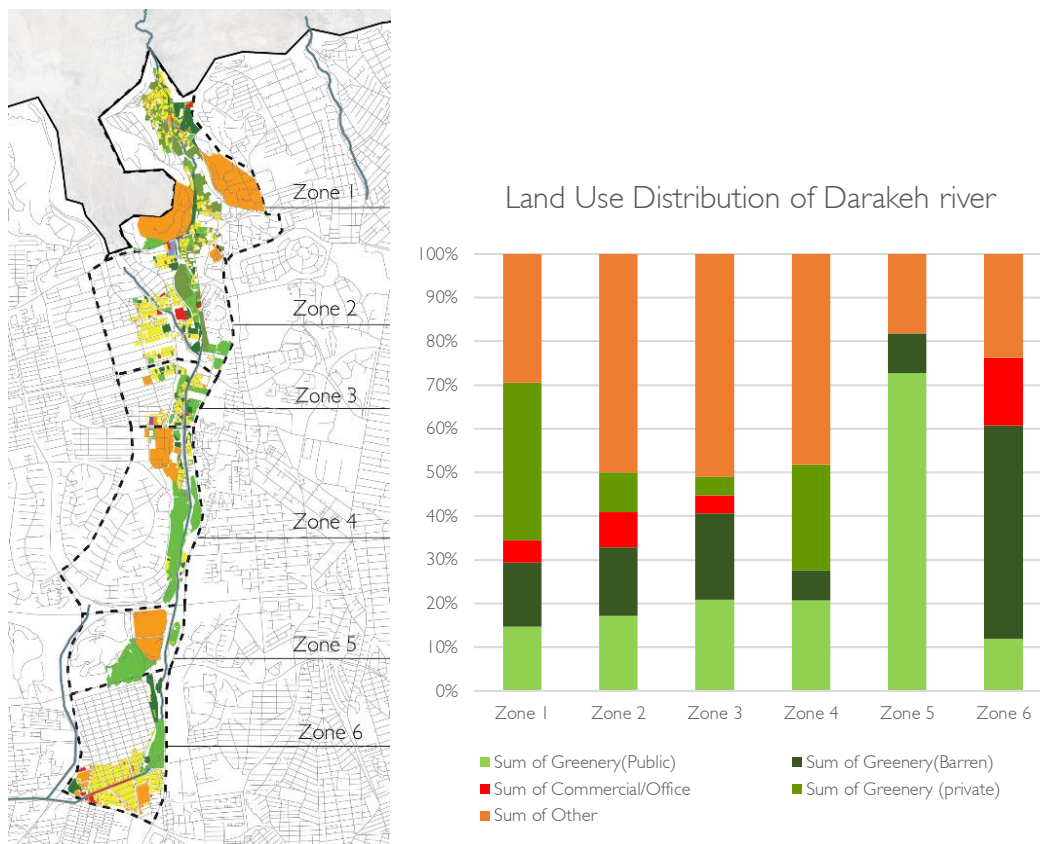 Zone 1
Zone 2
Zone 3
Zone 4
Zone 5
Zone 6
Land Use Distribution of Darakeh river
100%
90%
80%
70%
60%
50%
40%
30%
20%
10%
0%
Zone 1 Zone 2 Zone 3 Zone 4 Zone 5 Zone 6
Sum of Greenery(Public) Sum of Greenery(Barren)
Sum of Commercial/Office Sum of Greenery (private)
Sum of Other